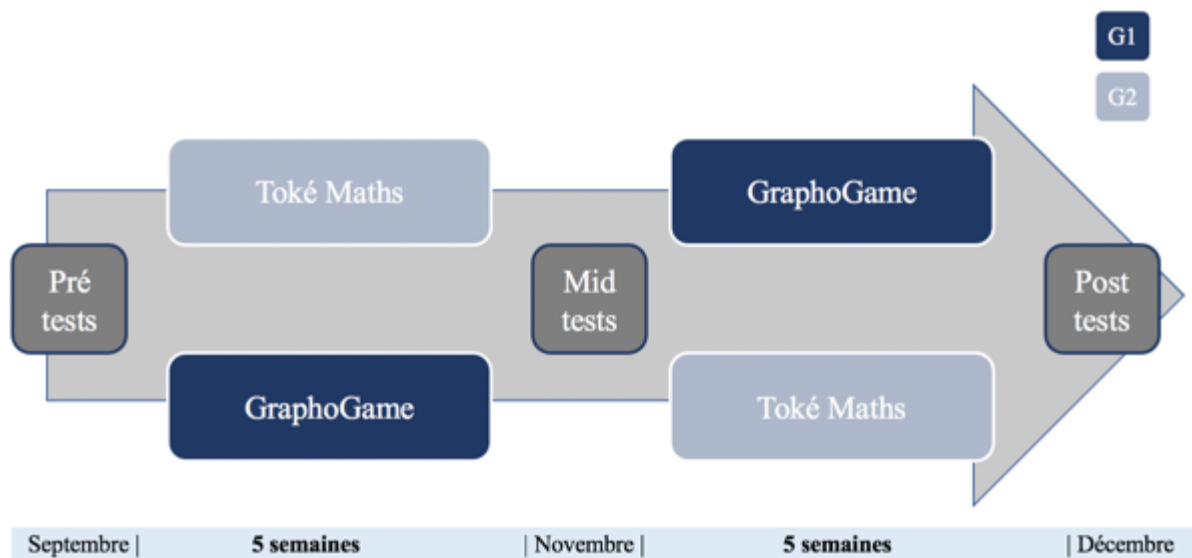 G1
G2
Toké Maths
GraphoGame
Pré
tests
Mid
tests
Post
tests
GraphoGame
Toké Maths
Septembre | 5 semaines | Novembre | 5 semaines | Décembre